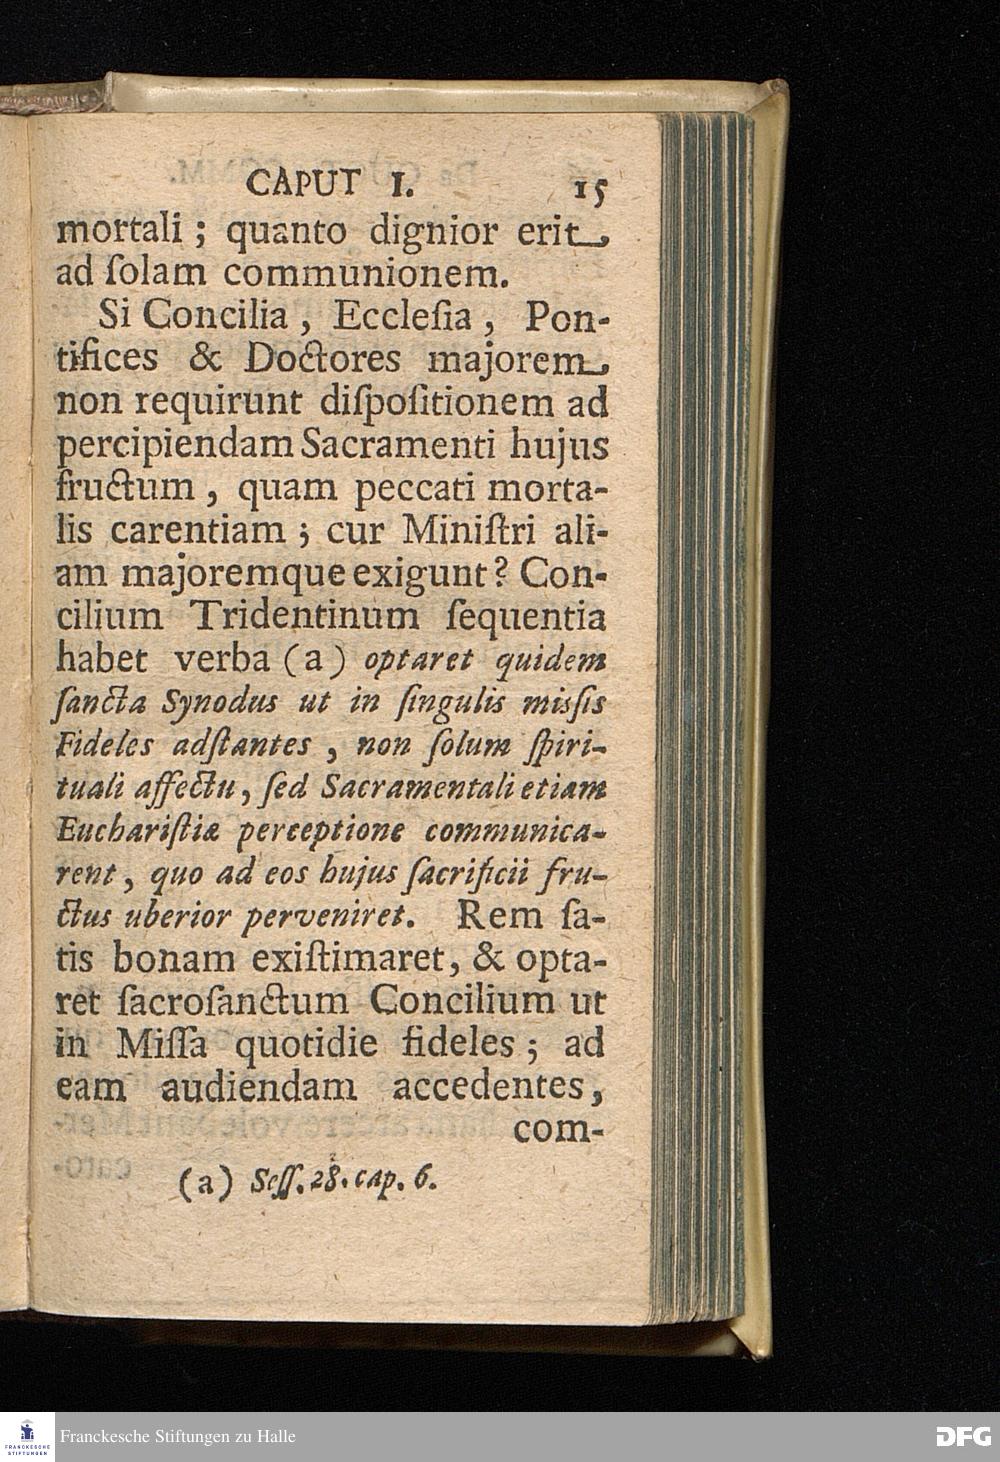 CAPUT I. 15
mortali ; quanto dignior erit
ad ſolam communionem.
Si Concilia , Eccleſia , Pon-
tifices & Doctores majorem
non requirunt diſpoſitionem ad
percipiendam Sacramenti hujus
fructum , quam peccati morta-
lis carentiam ; cur Miniſtri ali-
am majoremque exigunt? Con-
cilium Tridentinum ſequentia
habet verba (a) optaret quidem
ſancta Synodus ut in ſingulis miſsis
Fideles adſtantes , non ſolum ſpiri-
tuali affectu, ſed Sacramentali etiam
Euchariſtiæ perceptione communica-
rent, quo ad eos hujus ſacrificii fru-
ctus uberior perveniret. Rem ſa-
tis bonam exiſtimaret, & opta-
ret ſacroſanctum Concilium ut
in Miſſa quotidie fideles ; ad
eam audiendam accedentes,
com-
(a) Seſſ. 28. cap. 6.
FRANCKESCHE
STIFTUNGEN
Franckesche Stiftungen zu Halle
DFG